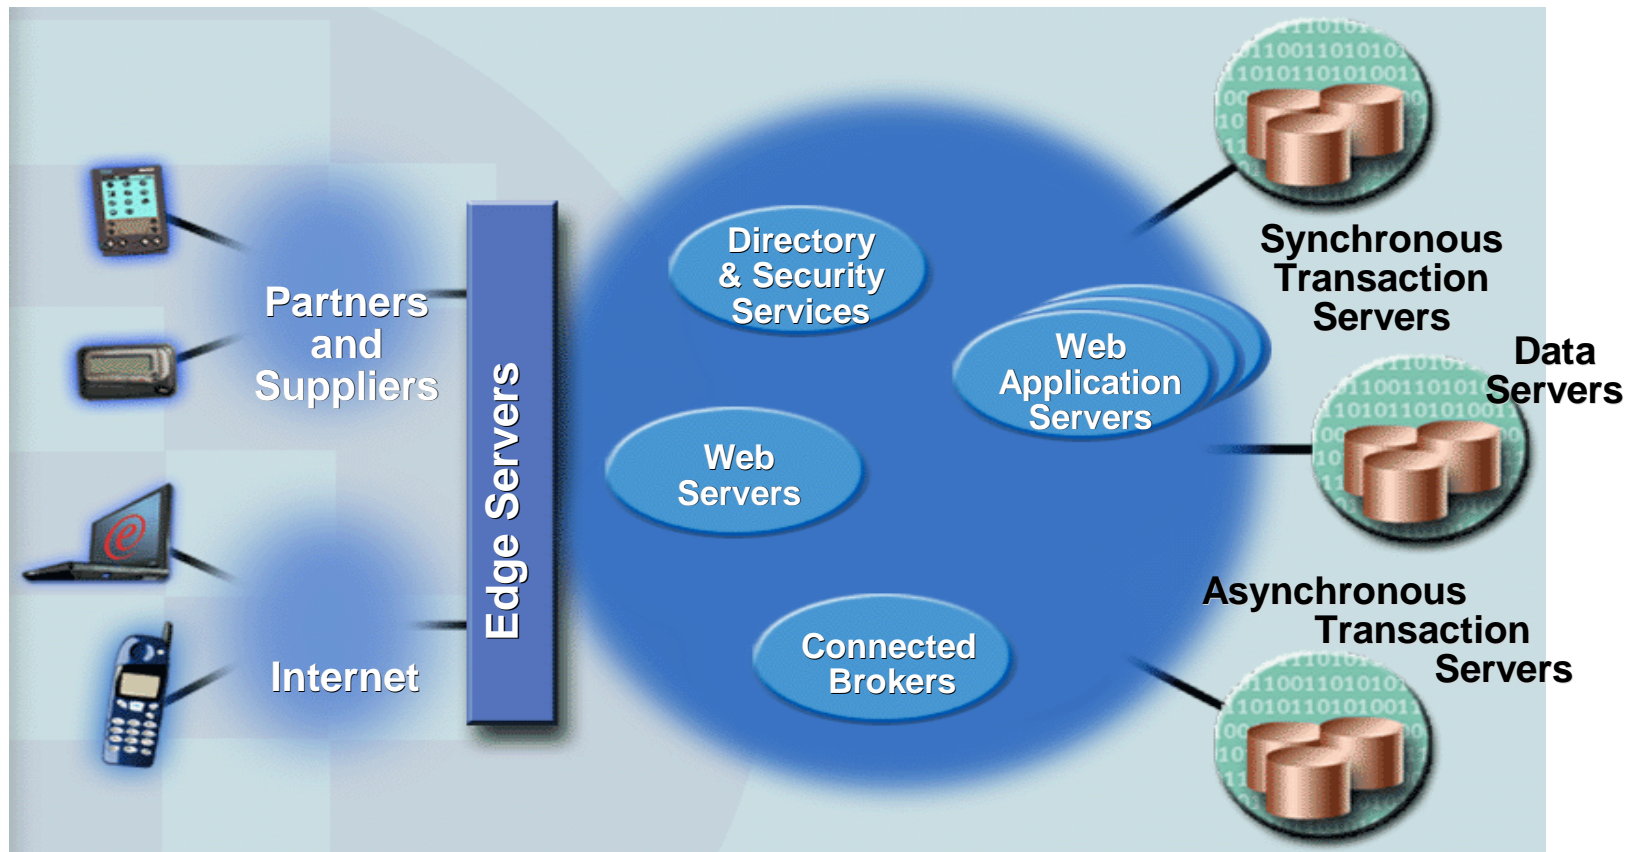 Partners
and
Suppliers
Internet
Edge Servers
Directory
& Security
Services
Web
Servers
Web
Application
Servers
Connected
Brokers
Synchronous
Transaction
Servers
Data
Servers
Asynchronous
Transaction
Servers